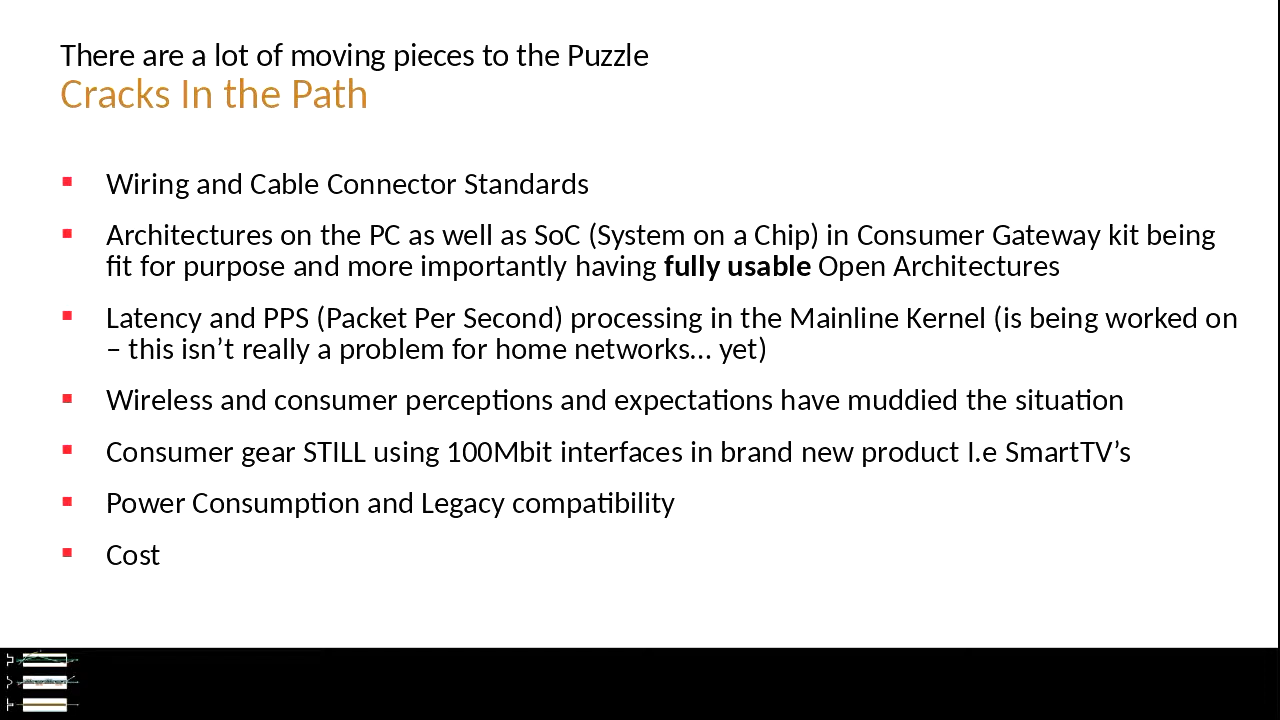 There are a lot of moving pieces to the Puzzle
Cracks In the Path
▪ Wiring and Cable Connector Standards
▪ Architectures on the PC as well as SoC (System on a Chip) in Consumer Gateway kit being
fit for purpose and more importantly having fully usable Open Architectures
▪ Latency and PPS (Packet Per Second) processing in the Mainline Kernel (is being worked on
– this isn’t really a problem for home networks… yet)
▪ Wireless and consumer perceptions and expectations have muddied the situation
▪ Consumer gear STILL using 100Mbit interfaces in brand new product I.e SmartTV’s
▪ Power Consumption and Legacy compatibility
▪ Cost